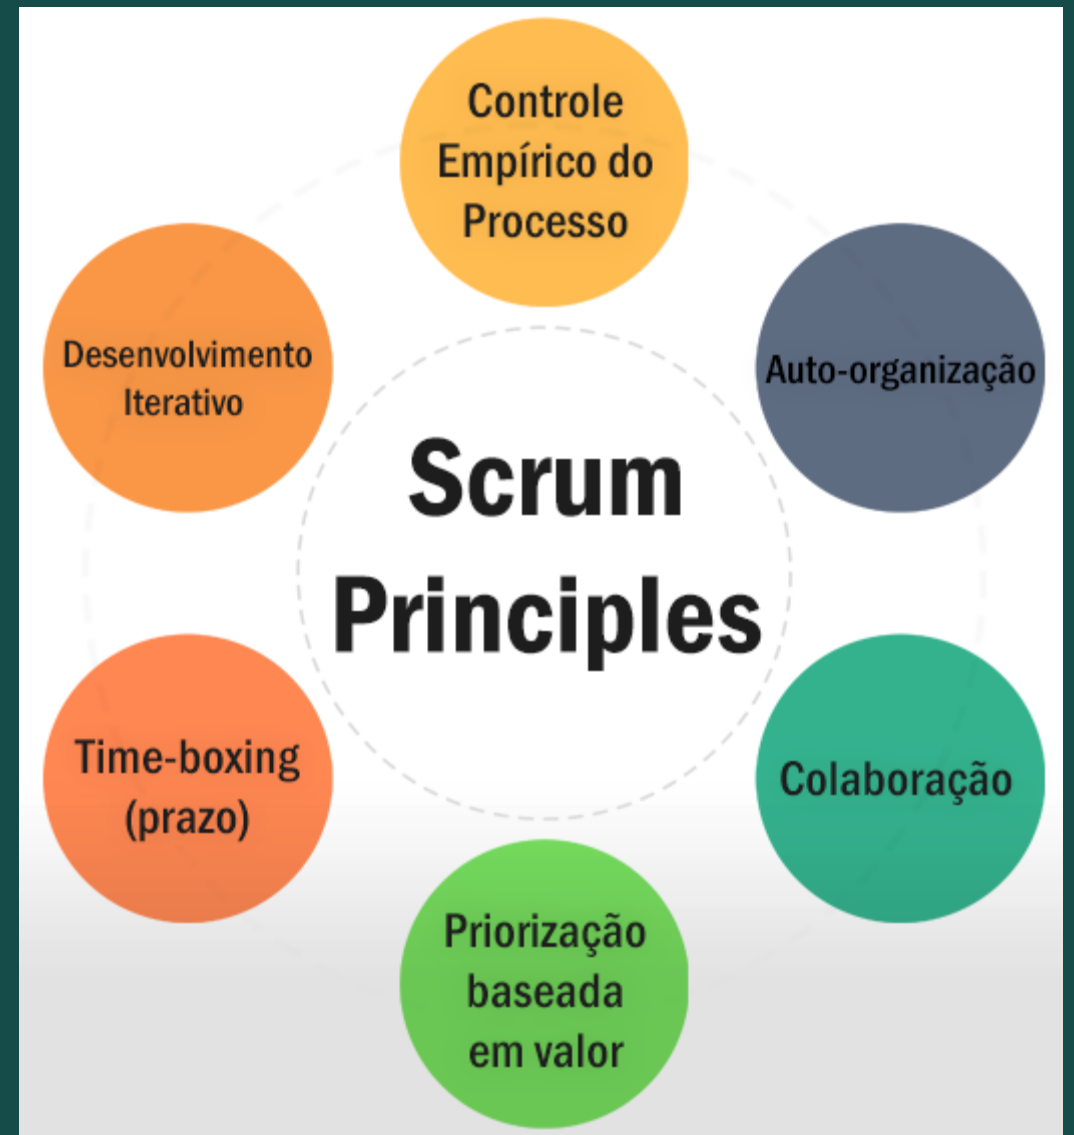 Controle
Empírico do
Processo
Desenvolvimento
Iterativo
Auto-organização
Scrum
Principles
Time-boxing
(prazo)
Colaboração
Priorização
baseada
em valor